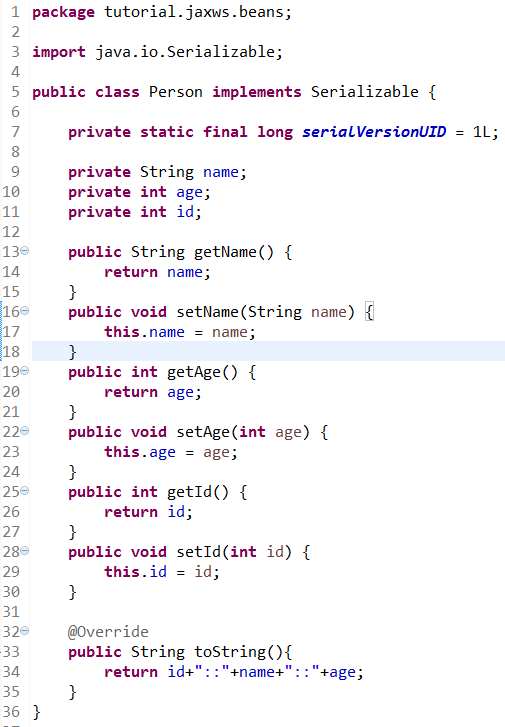 1 package tutorial.jaxws.beans;
2
3 import java.io.Serializable;
4
5 public class Person implements Serializable {
6
7     private static final long serialVersionUID = 1L;
8
9     private String name;
10     private int age;
11     private int id;
12
13     public String getName() {
14         return name;
15     }
16     public void setName(String name) {
17         this.name = name;
18     }
19     public int getAge() {
20         return age;
21     }
22     public void setAge(int age) {
23         this.age = age;
24     }
25     public int getId() {
26         return id;
27     }
28     public void setId(int id) {
29         this.id = id;
30     }
31
32     @Override
33     public String toString(){
34         return id+"::"+name+"::"+age;
35     }
36 }